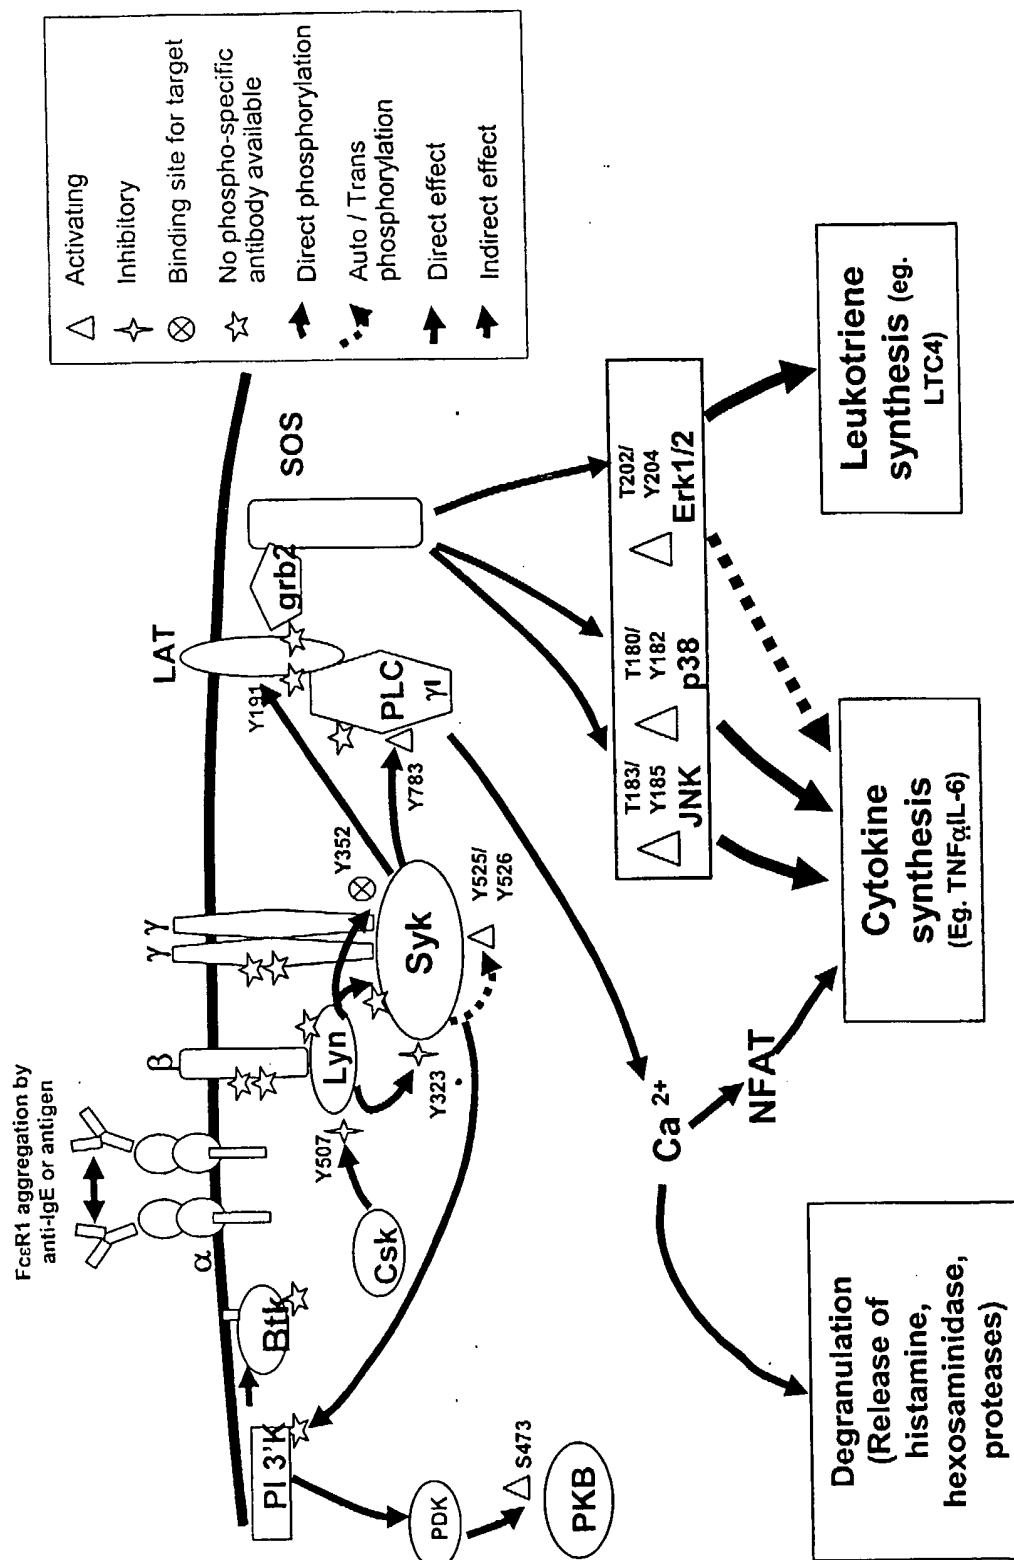 FcεR1 aggregation by
anti-IgE or antigen
α
β
γ
γ
LAT
SOS
grb2
Y191
PLC
γI
Y783
Y352
Syk
Y525/
Y526
Lyn
Y323
Y507
Csk
Btk
PI 3'K
PDK
S473
PKB
Ca 2+
NFAT
T183/
Y185
JNK
T180/
Y182
p38
T202/
Y204
Erk1/2
Degranulation
(Release of
histamine,
hexosaminidase,
proteases)
Cytokine
synthesis
(Eg. TNFα IL-6)
Leukotriene
synthesis (eg.
LTC4)
Activating
Inhibitory
Binding site for target
No phospho-specific
antibody available
Direct phosphorylation
Auto / Trans
phosphorylation
Direct effect
Indirect effect